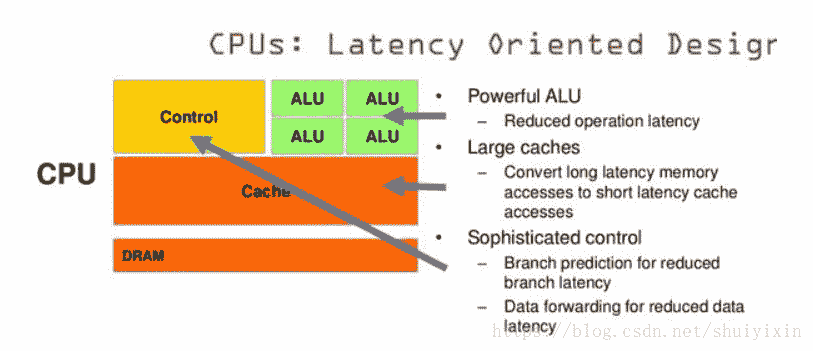 CPUs: Latency Oriented Desigr
Control
ALU
ALU
ALU
ALU
CPU
Cache
DRAM
• Powerful ALU
– Reduced operation latency
• Large caches
– Convert long latency memory
accesses to short latency cache
accesses
• Sophisticated control
– Branch prediction for reduced
branch latency
– Data forwarding for reduced data
latency
https://blog.csdn.net/shuiyixin